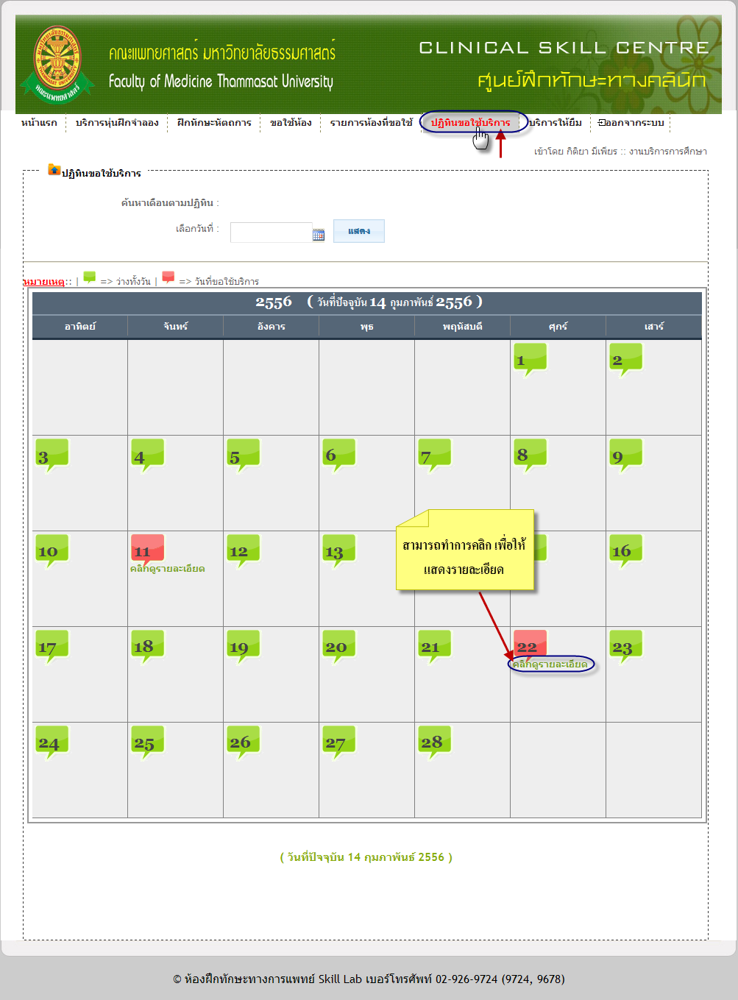 คณะแพทยศาสตร์ มหาวิทยาลัยธรรมศาสตร์
Faculty of Medicine Thammasat University
คณะแพทยศาสตร์
CLINICAL SKILL CENTRE
ศูนย์ฝึกทักษะทางคลินิก
หน้าแรก บริการหุ่นฝึกจำลอง ฝึกทักษะหัตถการ ขอใช้ห้อง รายการห้องที่ขอใช้ ปฏิทินขอใช้บริการ บริการให้ยืม ออกจากระบบ
เข้าโดย กิติยา มีเพียร :: งานบริการการศึกษา
ปฏิทินขอใช้บริการ
ค้นหาเดือนตามปฏิทิน :
เลือกวันที่ : แสดง
หมายเหตุ:: | => ว่างทั้งวัน | => วันที่ขอใช้บริการ
2556 ( วันที่ปัจจุบัน 14 กุมภาพันธ์ 2556 )
อาทิตย์ จันทร์ อังคาร พุธ พฤหัสบดี ศุกร์ เสาร์
1 2
3 4 5 6 7 8 9
10 11 12 13 16
คลิกดูรายละเอียด
สามารถทำการคลิก เพื่อให้
แสดงรายละเอียด
17 18 19 20 21 22 23
คลิกดูรายละเอียด
24 25 26 27 28
( วันที่ปัจจุบัน 14 กุมภาพันธ์ 2556 )
© ห้องฝึกทักษะทางการแพทย์ Skill Lab เบอร์โทรศัพท์ 02-926-9724 (9724, 9678)